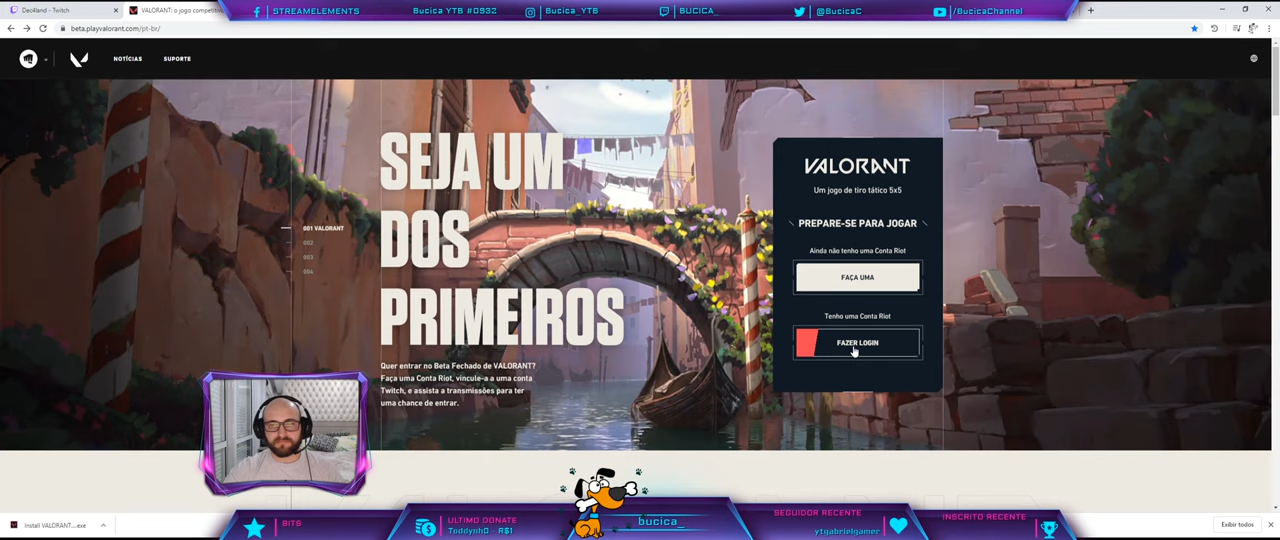 STREAMELEMENTS
Bucica YTB #0932
Bucica_YTB
BUCICA_
@BucicaC
/BucicaChannel
Dec4land - Twitch
VALORANT: o jogo competitiv
beta.playvalorant.com/pt-br/
NOTÍCIAS
SUPORTE
SEJA UM
DOS
PRIMEIROS
001 VALORANT
002
003
004
Quer entrar no Beta Fechado de VALORANT?
Faça uma Conta Riot, vincule-a a uma conta
Twitch, e assista a transmissões para ter
uma chance de entrar.
VALORANT
Um jogo de tiro tático 5x5
PREPARE-SE PARA JOGAR
Ainda não tenho uma Conta Riot
FAÇA UMA
Tenho uma Conta Riot
FAZER LOGIN
Install VALORANT....exe
Exibir todos
BITS
ULTIMO DONATE
ToddynhO - R$1
bucica_
SEGUIDOR RECENTE
ytgabrielgamer
INSCRITO RECENTE